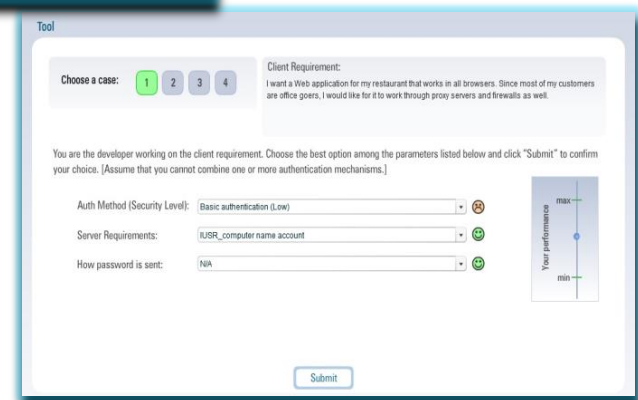 Tool
Choose a case:
1
2
3
4
Client Requirement:
I want a Web application for my restaurant that works in all browsers. Since most of my customers
are office goers, I would like for it to work through proxy servers and firewalls as well.
You are the developer working on the client requirement. Choose the best option among the parameters listed below and click "Submit" to confirm
your choice. [Assume that you cannot combine one or more authentication mechanisms.]
Auth Method (Security Level):
Basic authentication (Low)
Server Requirements:
IUSR_computer name account
How password is sent:
N/A
Your performance
max
min
Submit